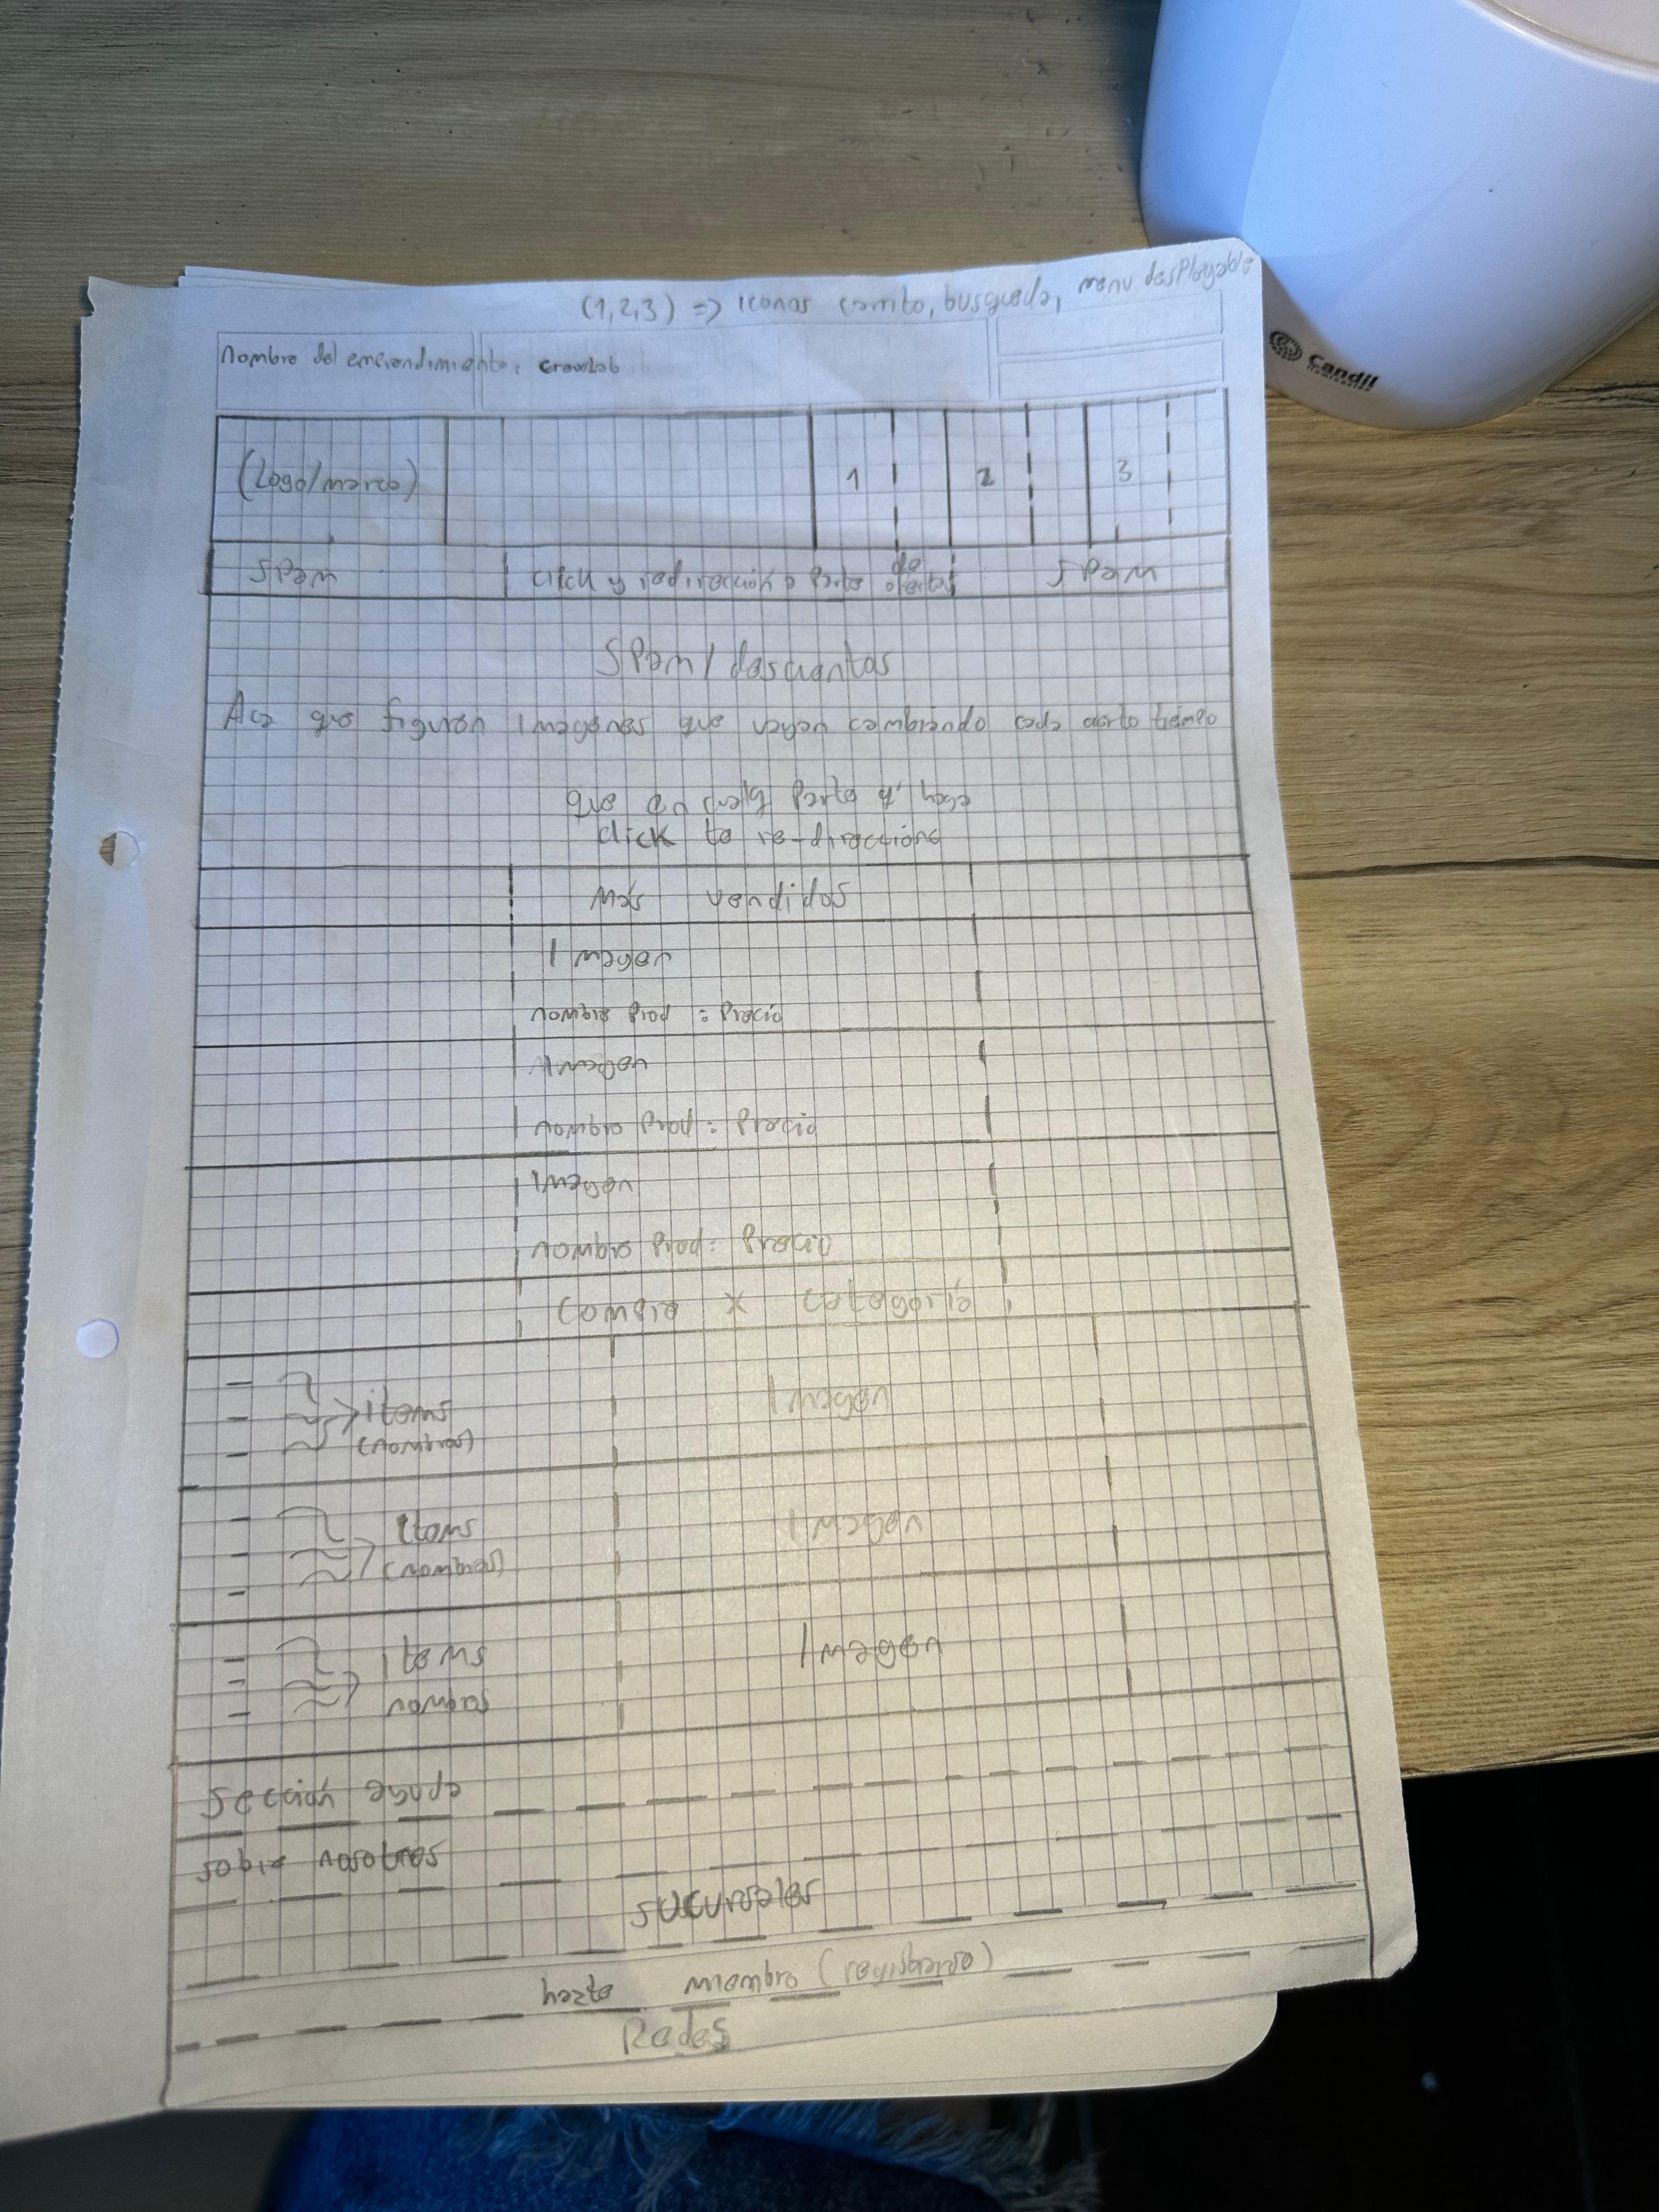 (1,2,3) => Iconos carrito, busqueda, menu desplegable
Candil
iluminación
Nombre del emprendimiento: Crowlab
(Logo/marca) 1 2 3
SPam click y redirección a Parte de ofertas SPam
SPam / descuentos
Aca que figuren imagenes que vayan cambiando cada cierto tiempo
que en cualq parte q' haga
click te re-direccione
Más vendidos
Imagen
nombre Prod : Precio
Imagen
nombre Prod : Precio
Imagen
nombre Prod : Precio
Compra x categoria
items Imagen
(nombres)
Items Imagen
(nombres)
Items Imagen
nombres
Sección ayuda
sobre nosotros
sucursales
hazte miembro (registrarse)
Redes